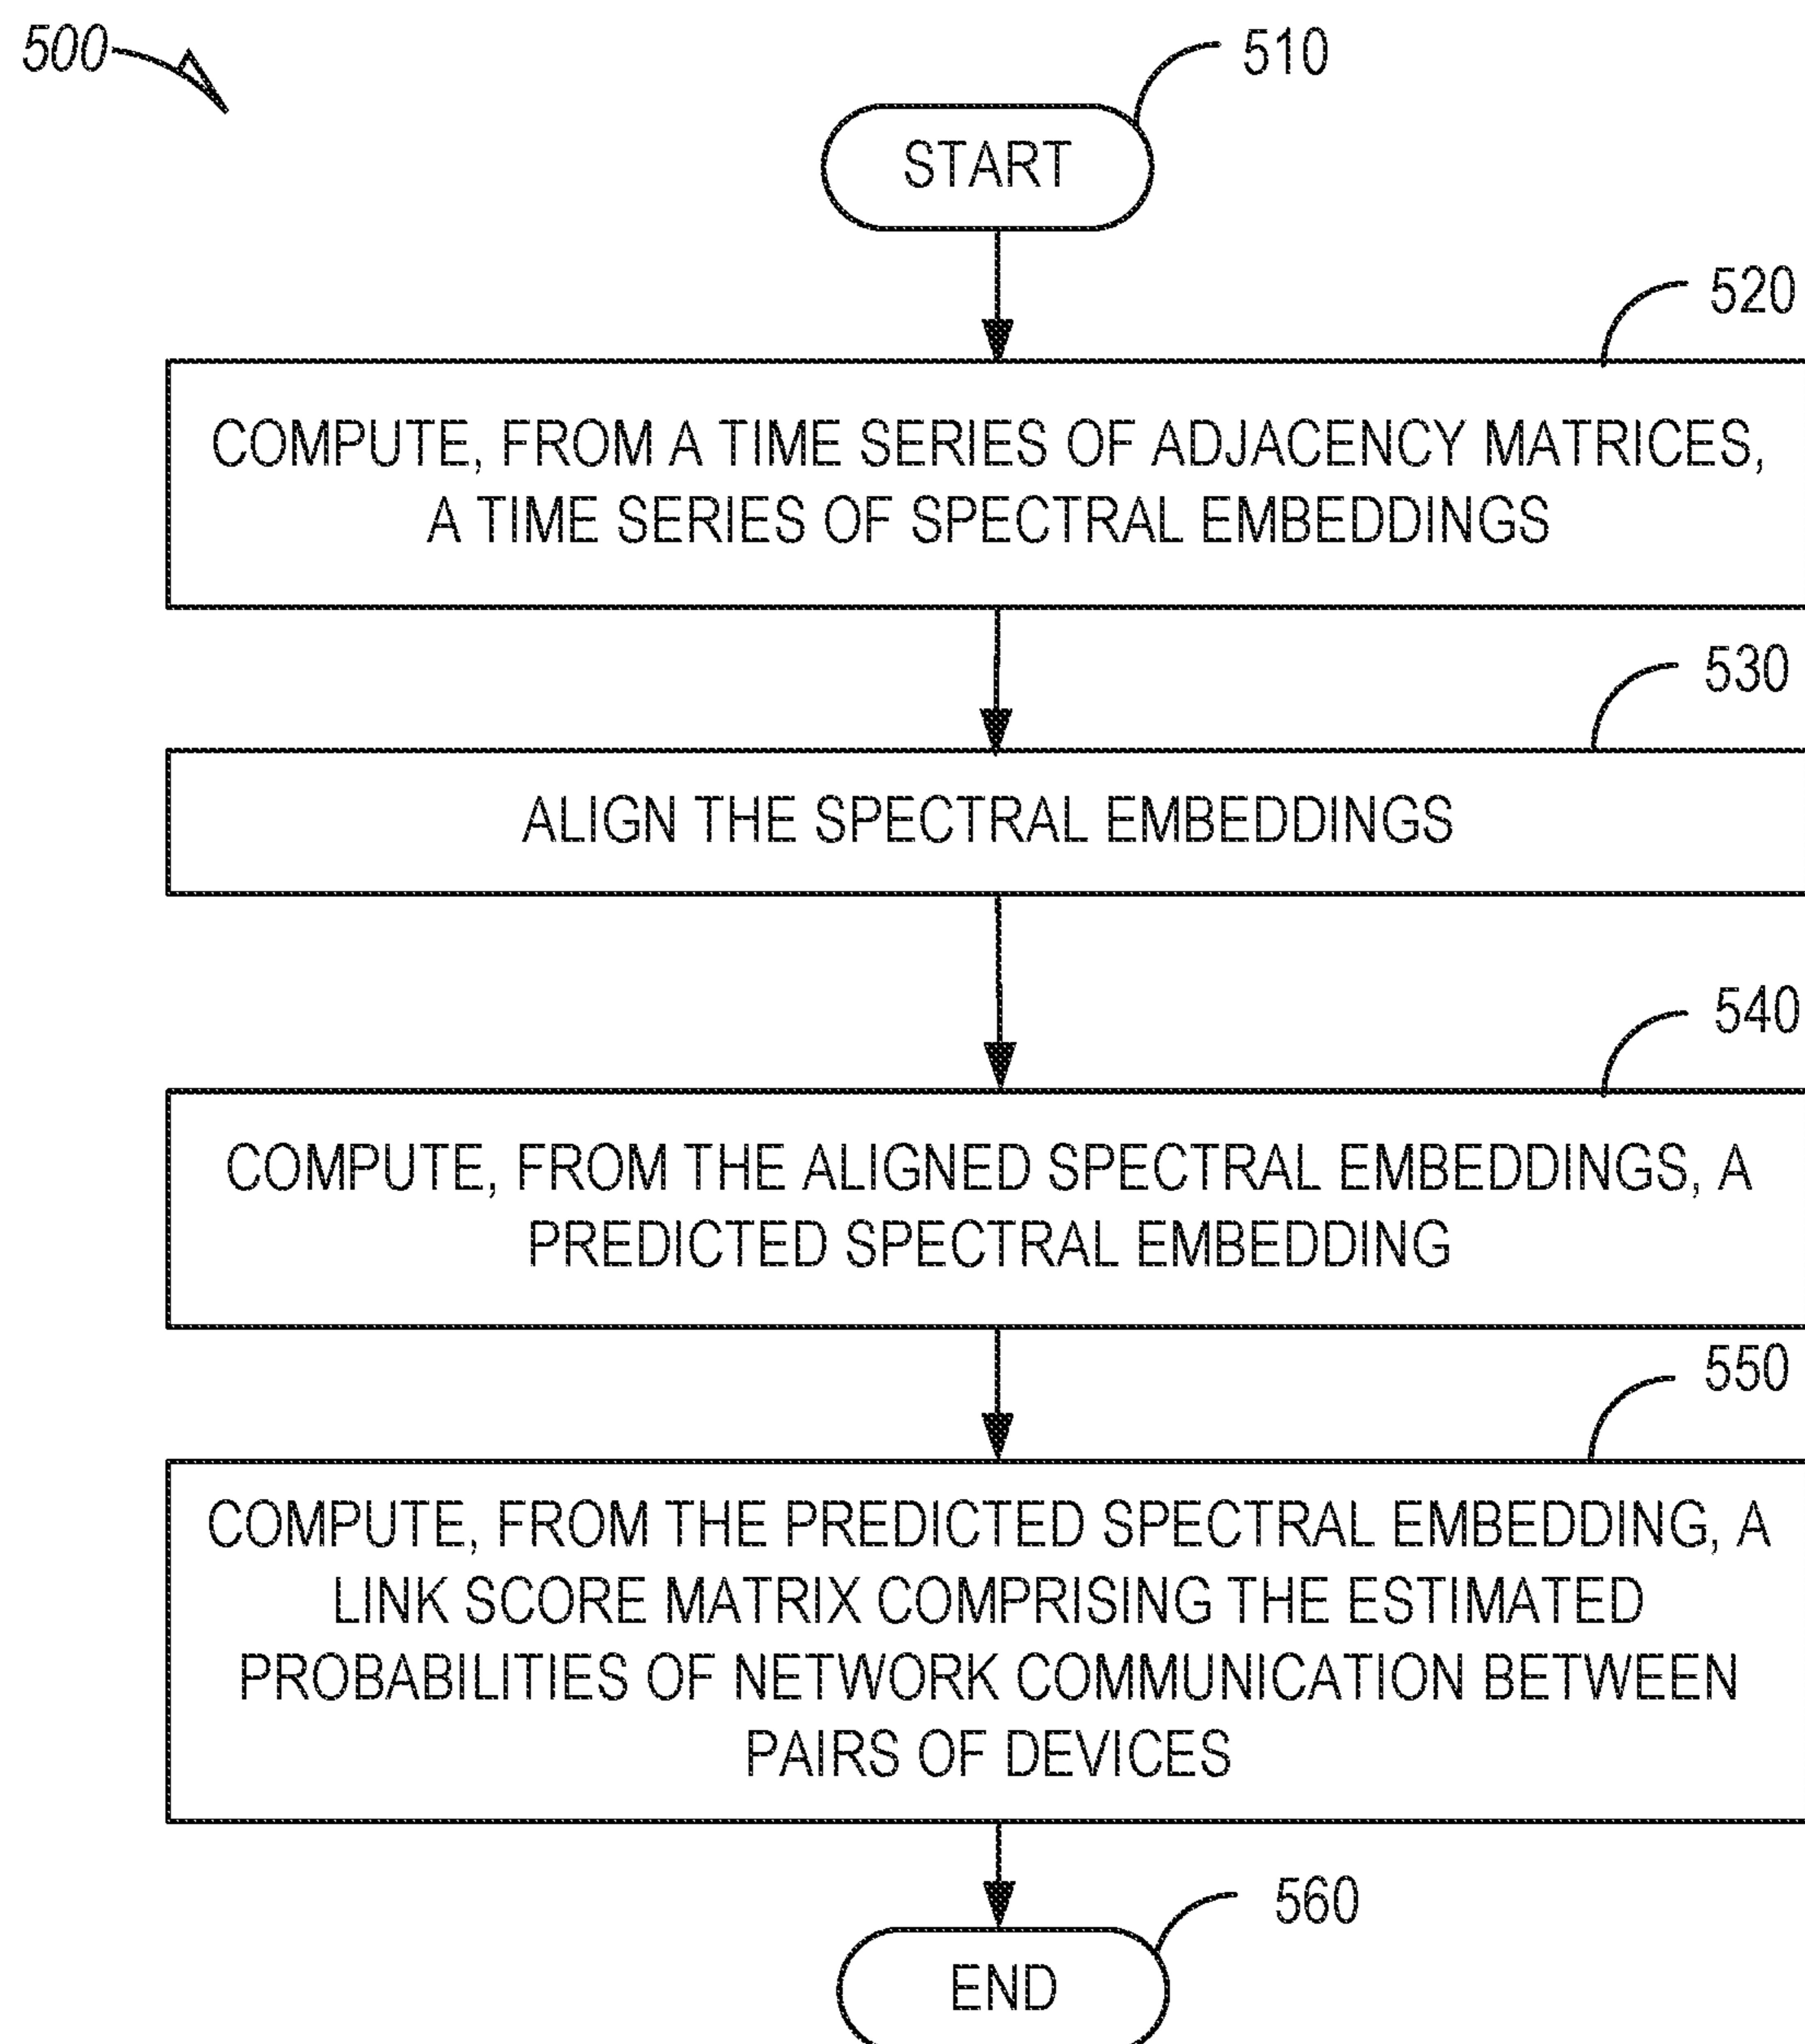 500
510
START
520
COMPUTE, FROM A TIME SERIES OF ADJACENCY MATRICES,
A TIME SERIES OF SPECTRAL EMBEDDINGS
530
ALIGN THE SPECTRAL EMBEDDINGS
540
COMPUTE, FROM THE ALIGNED SPECTRAL EMBEDDINGS, A
PREDICTED SPECTRAL EMBEDDING
550
COMPUTE, FROM THE PREDICTED SPECTRAL EMBEDDING, A
LINK SCORE MATRIX COMPRISING THE ESTIMATED
PROBABILITIES OF NETWORK COMMUNICATION BETWEEN
PAIRS OF DEVICES
560
END